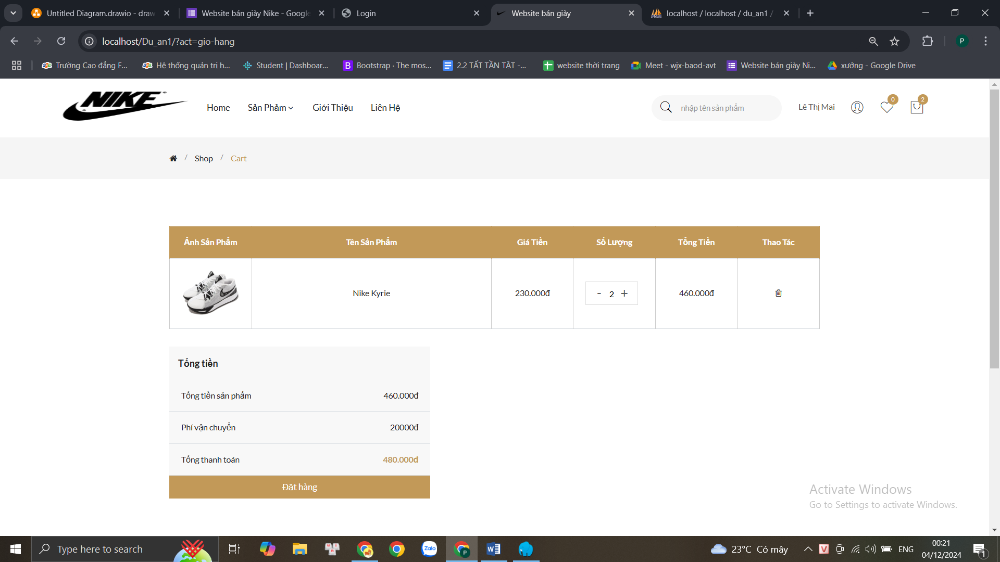 Untitled Diagram.drawio - draw
Website bán giày Nike - Google
Login
Website bán giày
localhost / localhost / du_an1 /
localhost/Du_an1/?act=gio-hang
P
Trường Cao đẳng F...
Hệ thống quản trị h...
Student | Dashboar...
B Bootstrap · The mos...
2.2 TẤT TẦN TẬT -...
website thời trang
Meet - wjx-baod-avt
Website bán giày Ni...
xưởng - Google Drive
NIKE
Home
Sản Phảm
Giới Thiệu
Liên Hệ
nhập tên sản phẩm
Lê Thị Mai
0
2
/ Shop / Cart
Ảnh Sản Phẩm
Tên Sản Phẩm
Giá Tiền
Số Lượng
Tổng Tiền
Thao Tác
Nike Kyrie
230.000đ
- 2 +
460.000đ
Tổng tiền
Tổng tiền sản phẩm
460.000đ
Phí vận chuyển
20000đ
Tổng thanh toán
480.000đ
Đặt hàng
Activate Windows
Go to Settings to activate Windows.
Type here to search
Zalo
P
W
23°C Có mây
V
ENG
00:21
04/12/2024
1